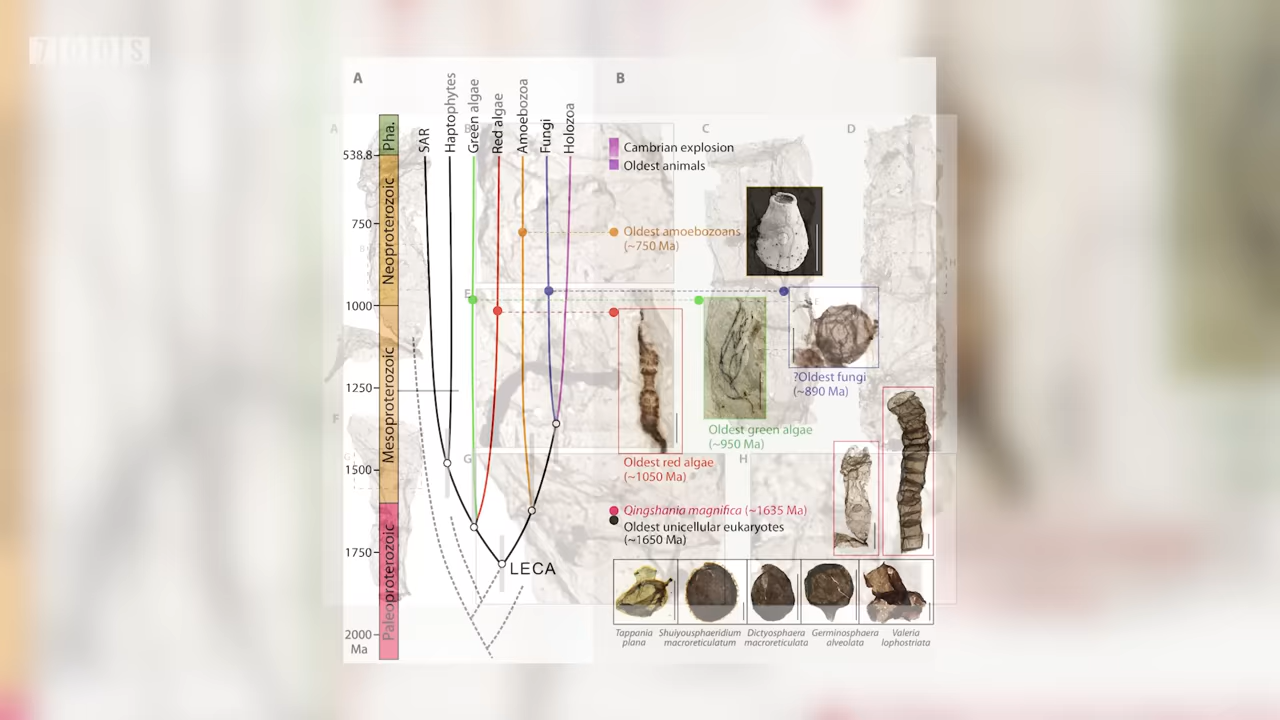 7 D D S
A
B
SAR
Haptophytes
Green algae
Red algae
Amoebozoa
Fungi
Holozoa
Pha.
538.8
Neoproterozoic
750
1000
Mesoproterozoic
1250
1500
Paleoproterozoic
1750
2000
Ma
LECA
Cambrian explosion
Oldest animals
Oldest amoebozoans
(~750 Ma)
?Oldest fungi
(~890 Ma)
Oldest green algae
(~950 Ma)
Oldest red algae
(~1050 Ma)
Qingshania magnifica (~1635 Ma)
Oldest unicellular eukaryotes
(~1650 Ma)
Tappania
plana
Shuiyousphaeridium
macroreticulatum
Dictyosphaera
macroreticulata
Germinosphaera
alveolata
Valeria
lophostriata
A
C
D
E
F
G
H